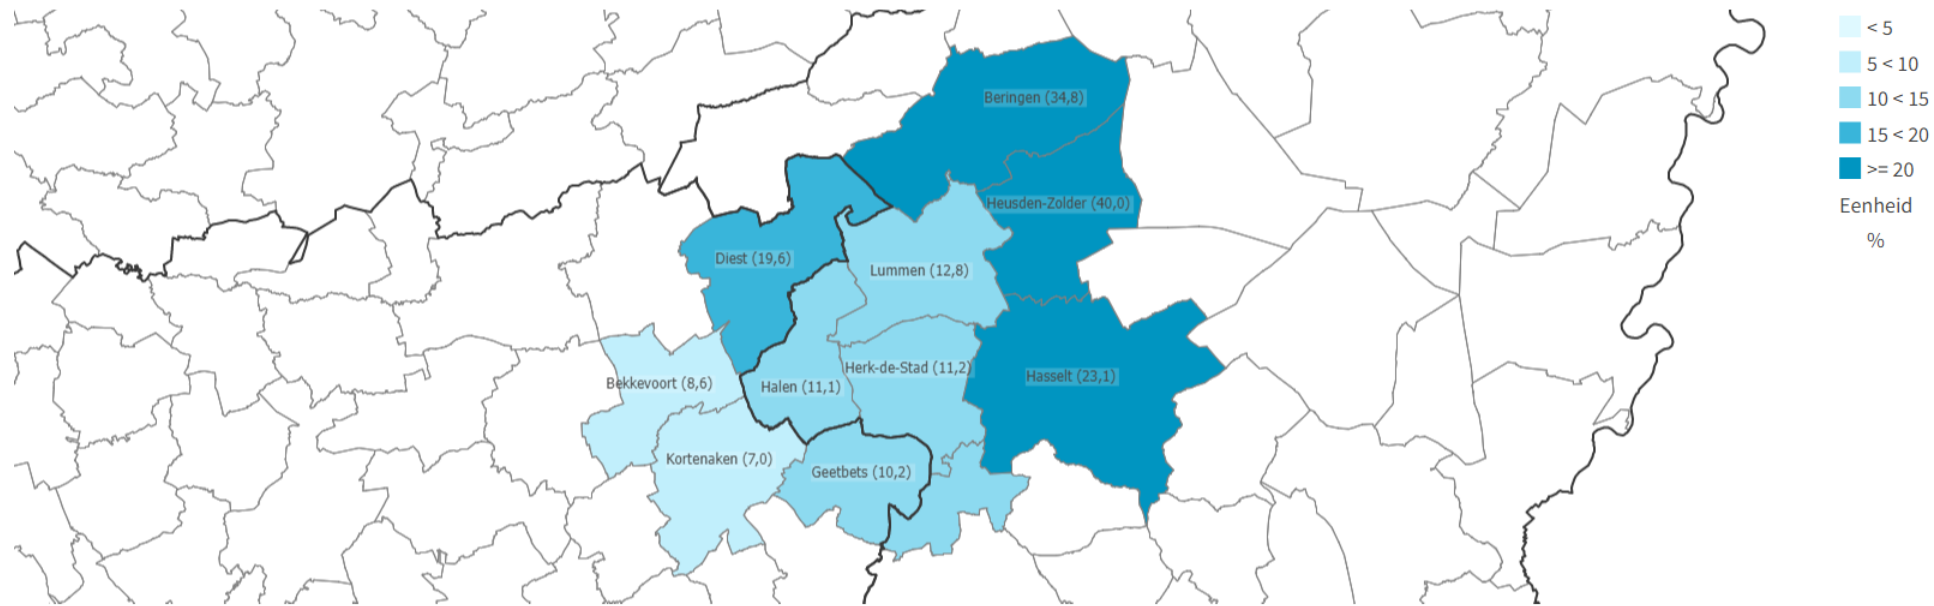 Beringen (34,8)
Heusden-Zolder (40,0)
Diest (19,6)
Lummen (12,8)
Bekkevoort (8,6)
Halen (11,1)
Herk-de-Stad (11,2)
Hasselt (23,1)
Kortenaken (7,0)
Geetbets (10,2)
< 5
5 < 10
10 < 15
15 < 20
>= 20
Eenheid
%